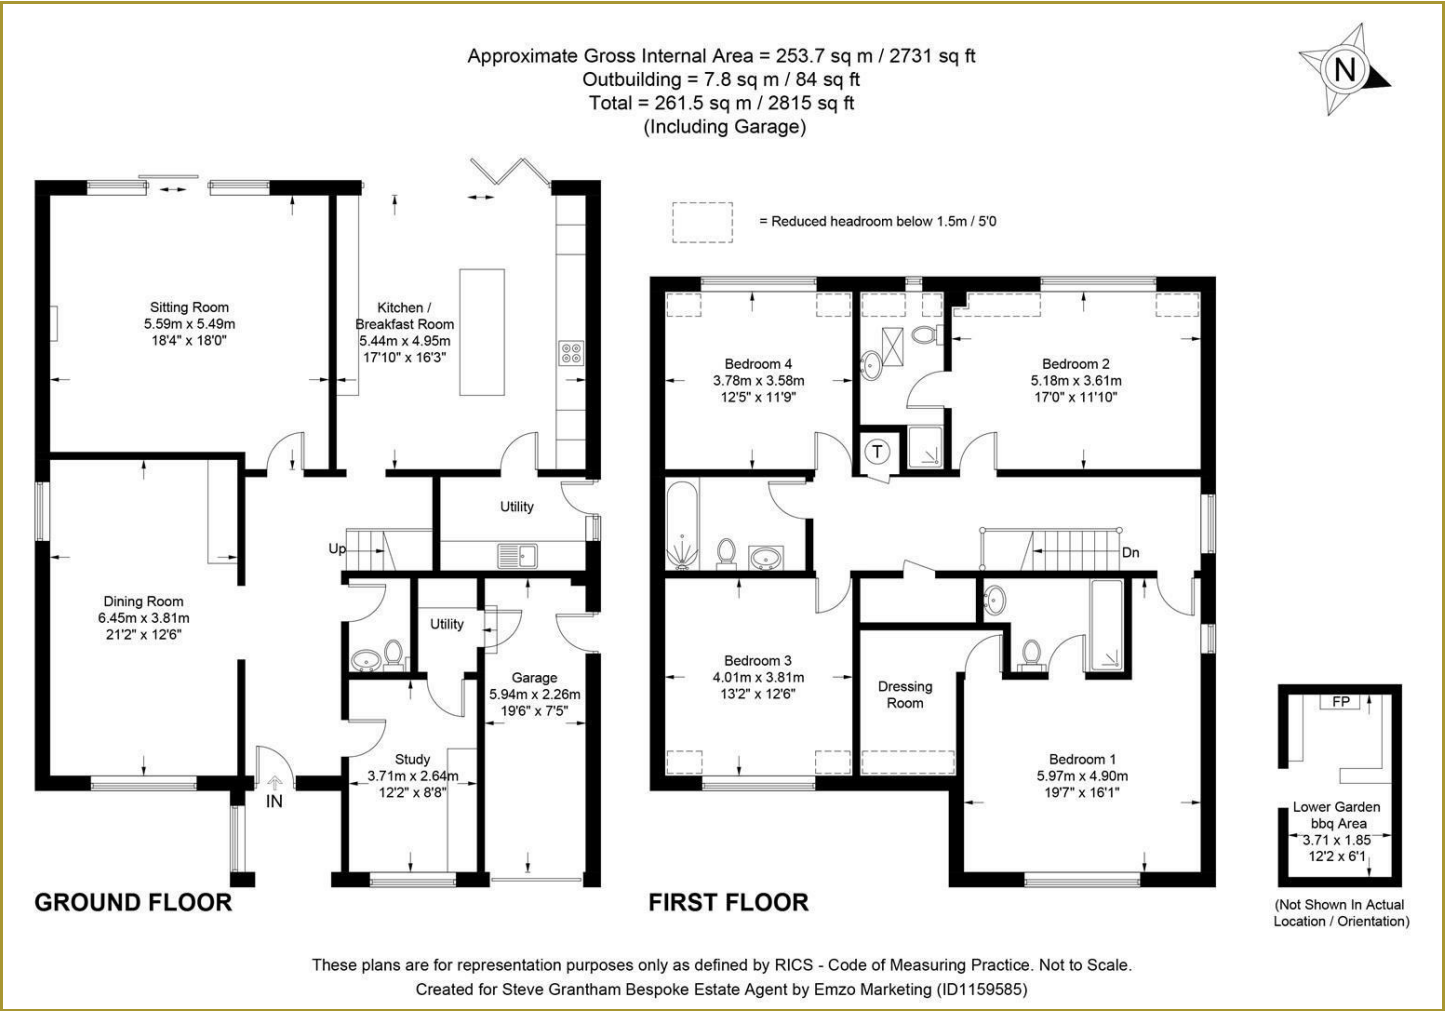 Approximate Gross Internal Area = 253.7 sq m / 2731 sq ft
Outbuilding = 7.8 sq m / 84 sq ft
Total = 261.5 sq m / 2815 sq ft
(Including Garage)
N
= Reduced headroom below 1.5m / 5'0
Sitting Room
5.59m x 5.49m
18'4" x 18'0"
Kitchen /
Breakfast Room
5.44m x 4.95m
17'10" x 16'3"
Utility
Up
Dining Room
6.45m x 3.81m
21'2" x 12'6"
Utility
Garage
5.94m x 2.26m
19'6" x 7'5"
Study
3.71m x 2.64m
12'2" x 8'8"
IN
GROUND FLOOR
Bedroom 4
3.78m x 3.58m
12'5" x 11'9"
Bedroom 2
5.18m x 3.61m
17'0" x 11'10"
T
Dn
Bedroom 3
4.01m x 3.81m
13'2" x 12'6"
Dressing
Room
Bedroom 1
5.97m x 4.90m
19'7" x 16'1"
FIRST FLOOR
FP
Lower Garden
bbq Area
3.71 x 1.85
12'2 x 6'1
(Not Shown In Actual
Location / Orientation)
These plans are for representation purposes only as defined by RICS - Code of Measuring Practice. Not to Scale.
Created for Steve Grantham Bespoke Estate Agent by Emzo Marketing (ID1159585)